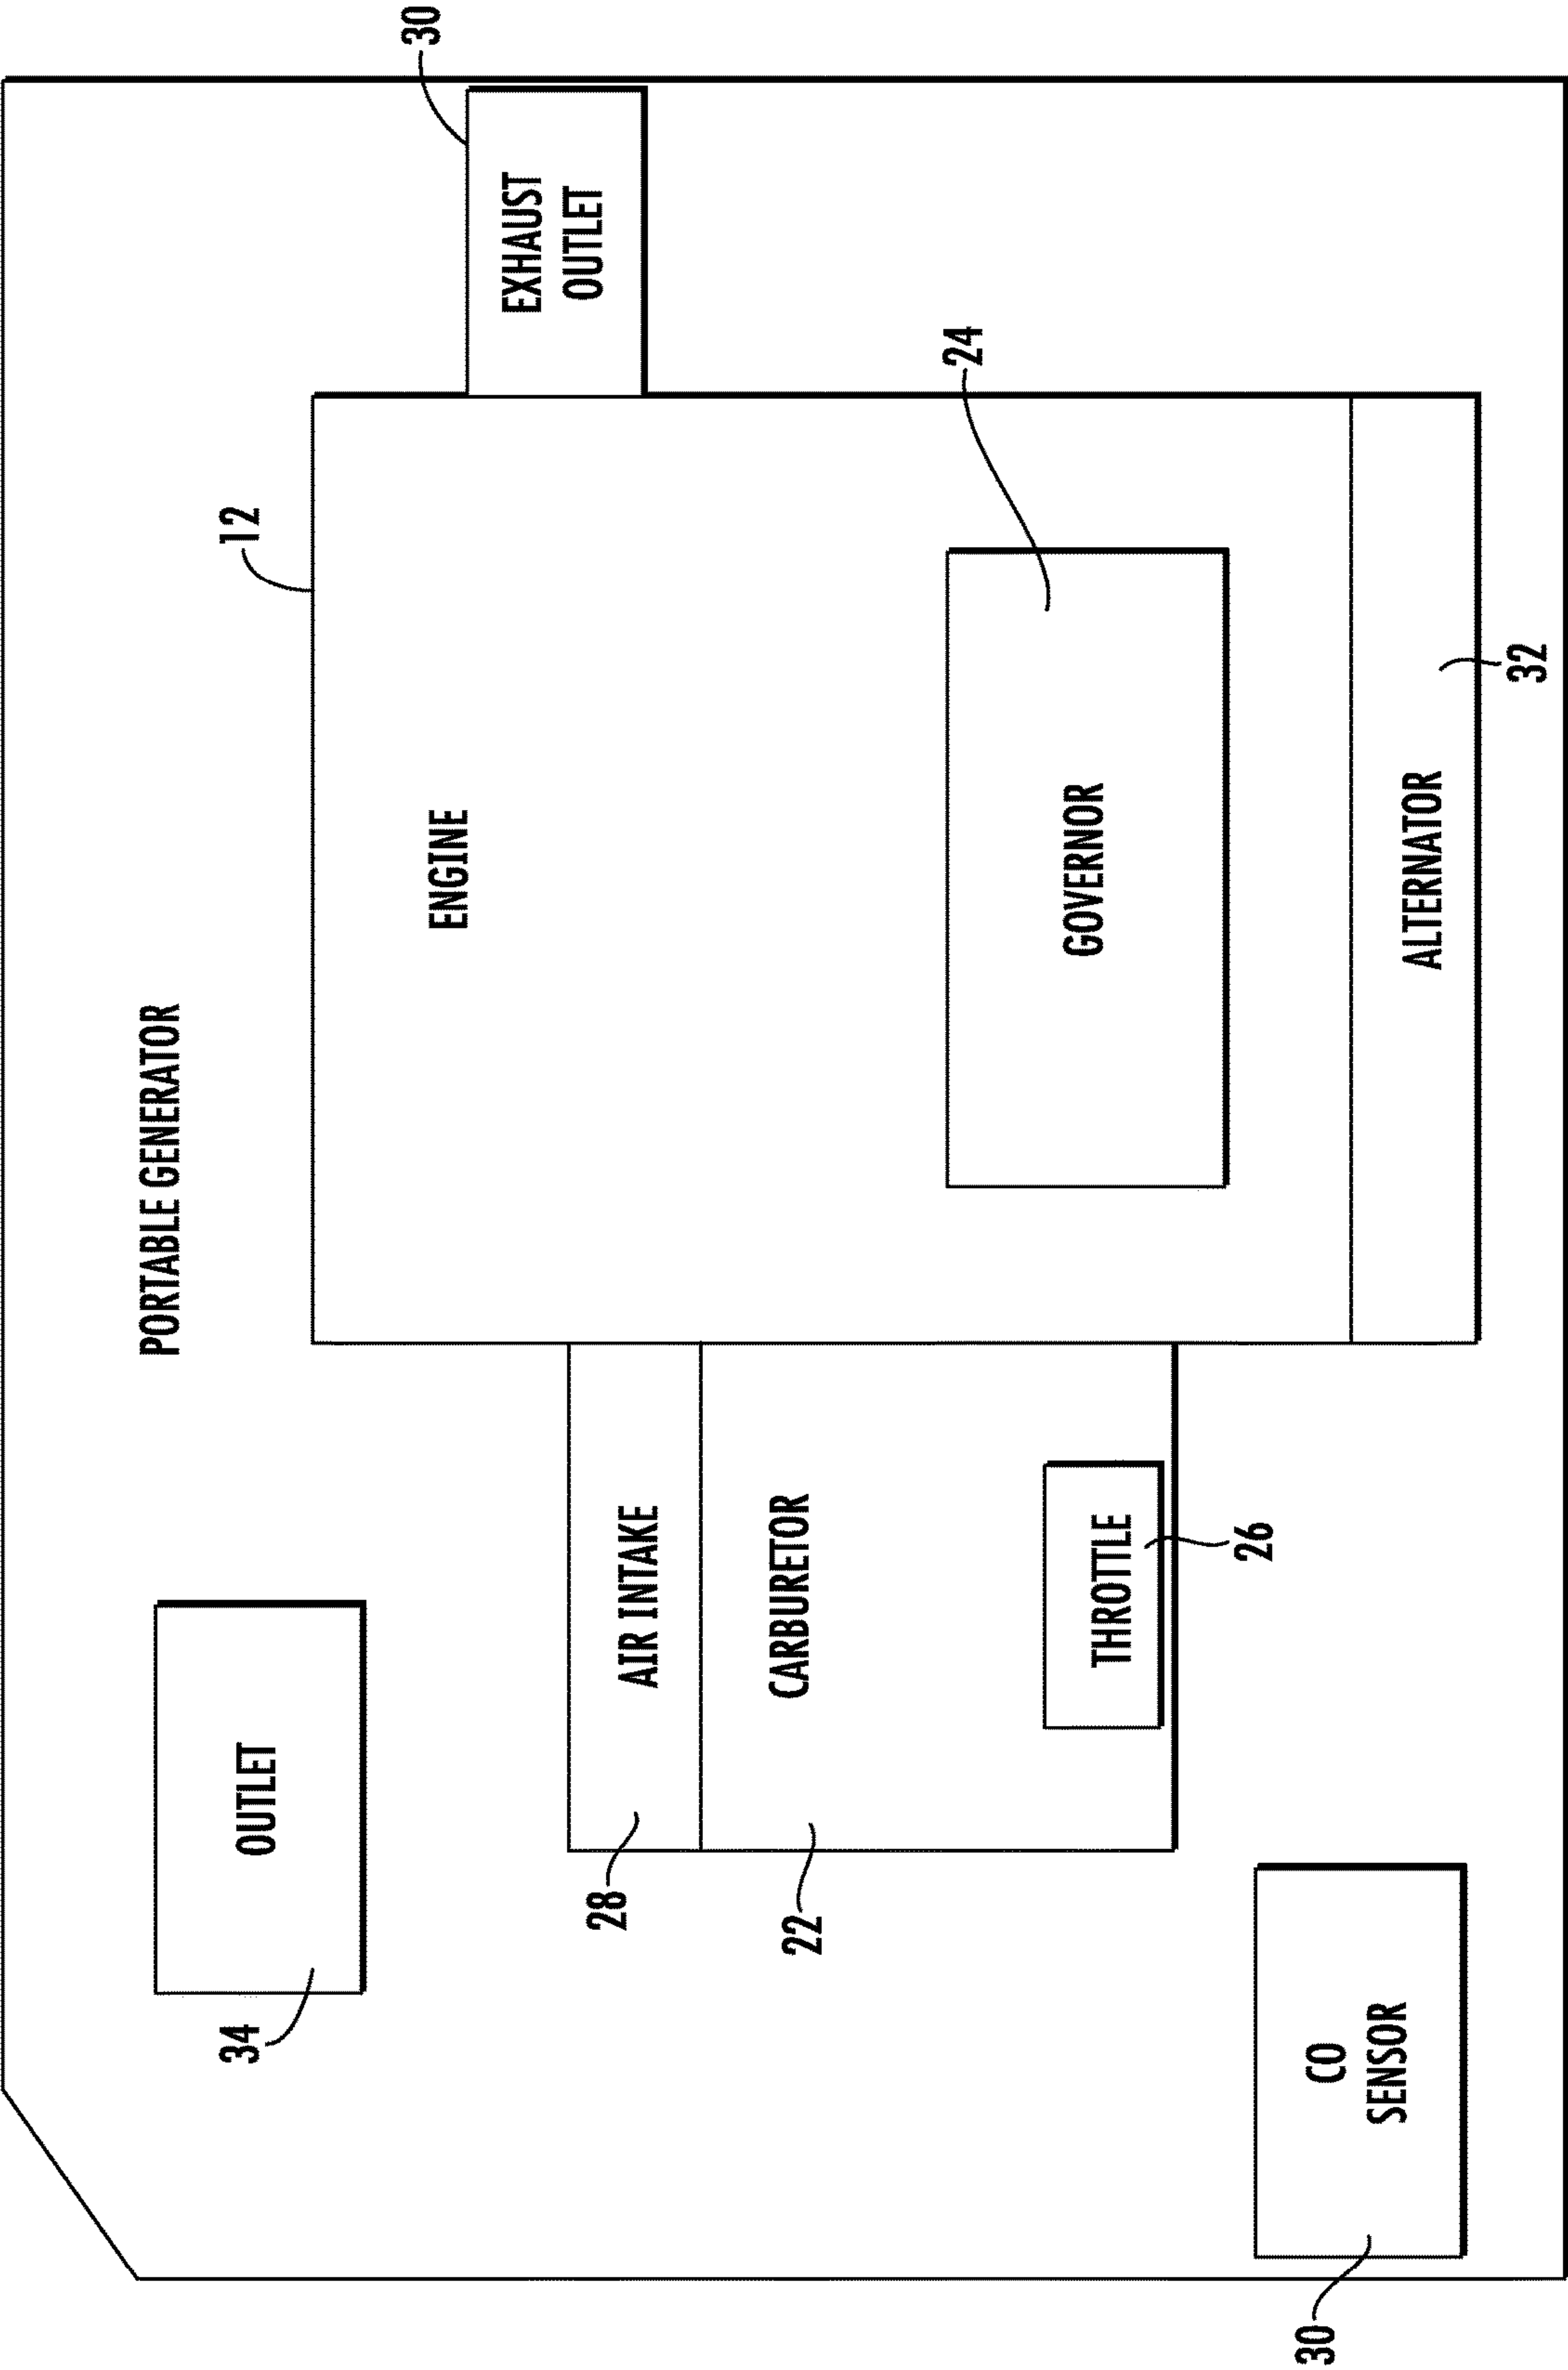 PORTABLE GENERATOR
34
OUTLET
12
30
ENGINE
EXHAUST
OUTLET
28
AIR INTAKE
22
CARBURETOR
24
THROTTLE
GOVERNOR
26
30
CO
SENSOR
ALTERNATOR
32